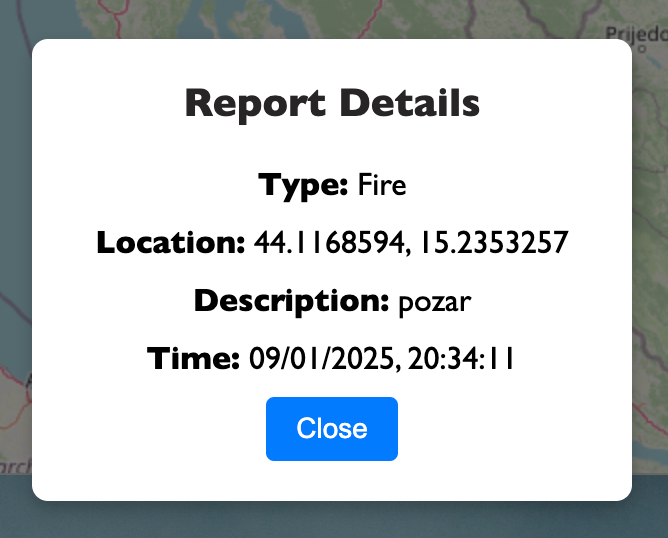 Prijedo
Report Details
Type: Fire
Location: 44.1168594, 15.2353257
Description: pozar
Time: 09/01/2025, 20:34:11
Close